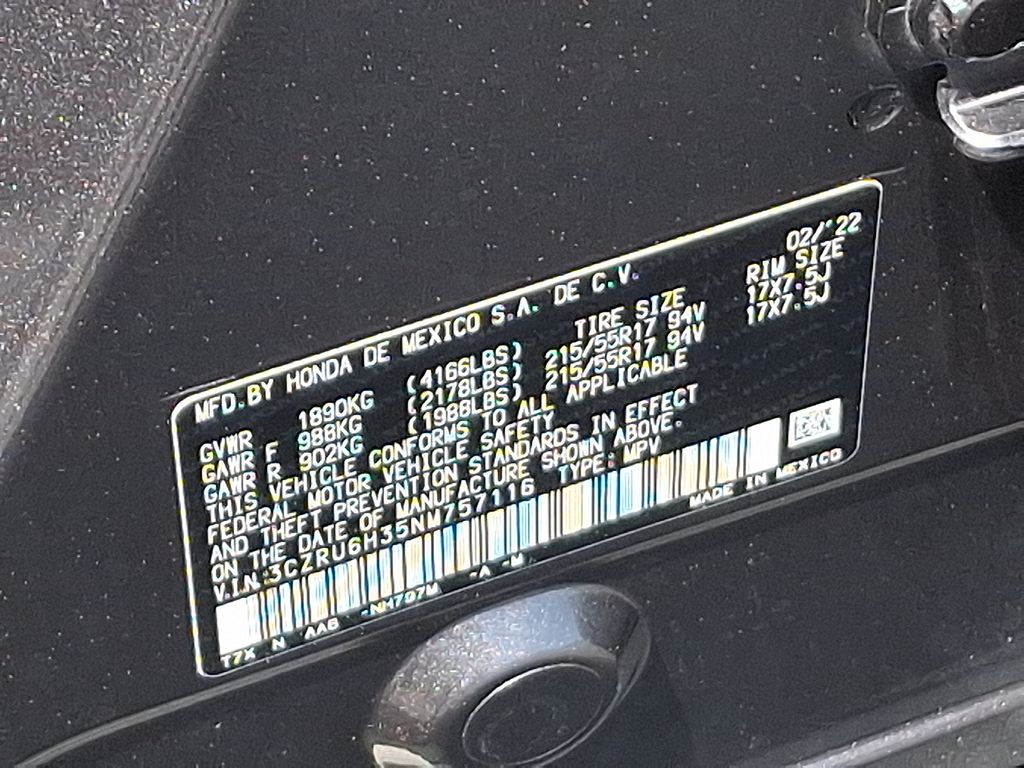 MFD.BY HONDA DE MEXICO S.A. DE C.V. 02/'22
TIRE SIZE RIM SIZE
GVWR 1890KG (4166LBS)
GAWR F 988KG (2178LBS) 215/55R17 94V 17X7.5J
GAWR R 902KG (1988LBS) 215/55R17 94V 17X7.5J
THIS VEHICLE CONFORMS TO ALL APPLICABLE
FEDERAL MOTOR VEHICLE SAFETY
AND THEFT PREVENTION STANDARDS IN EFFECT
ON THE DATE OF MANUFACTURE SHOWN ABOVE.
V.I.N:3CZRU6H35NM757116 TYPE:MPV
T7X N AAB -NH797M -A -M MADE IN MEXICO